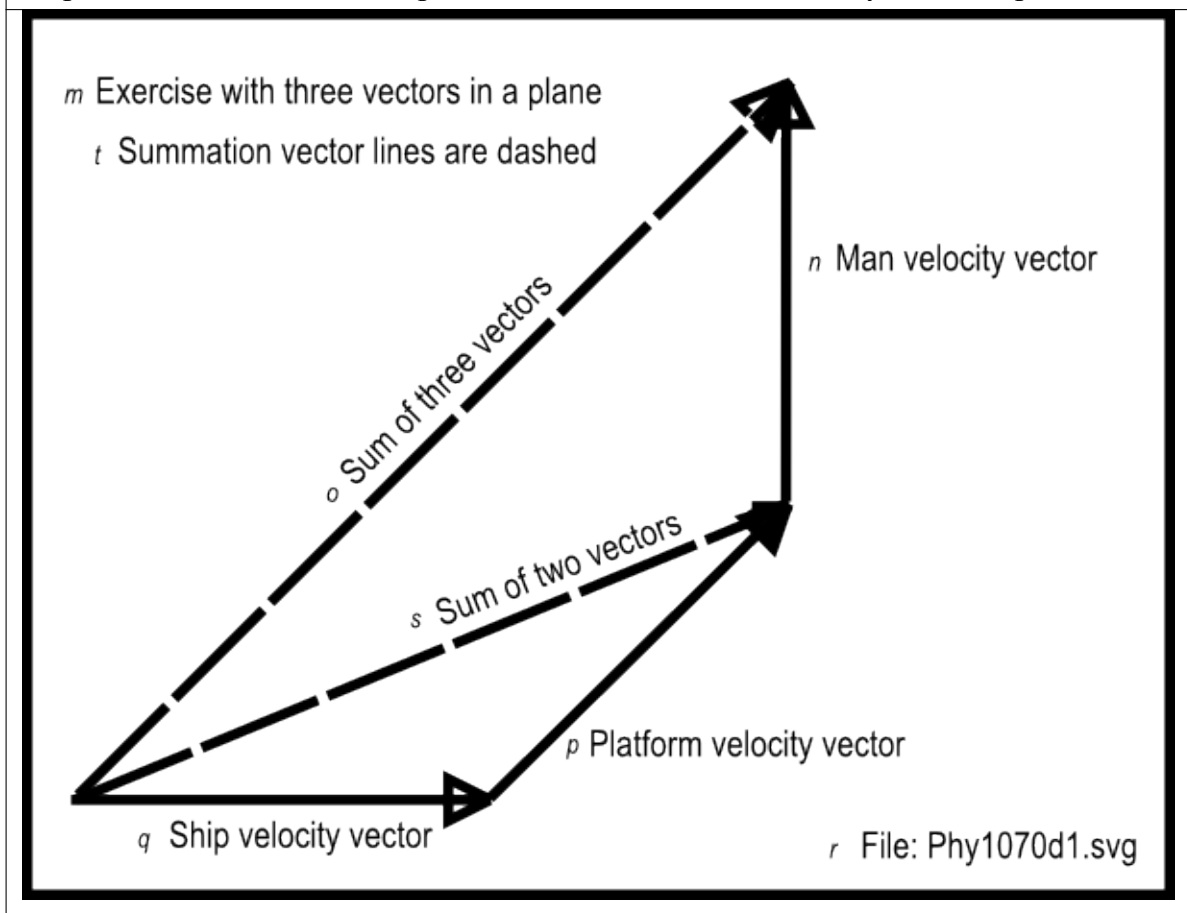 m Exercise with three vectors in a plane
t Summation vector lines are dashed
n Man velocity vector
o Sum of three vectors
s Sum of two vectors
p Platform velocity vector
q Ship velocity vector
r File: Phy1070d1.svg